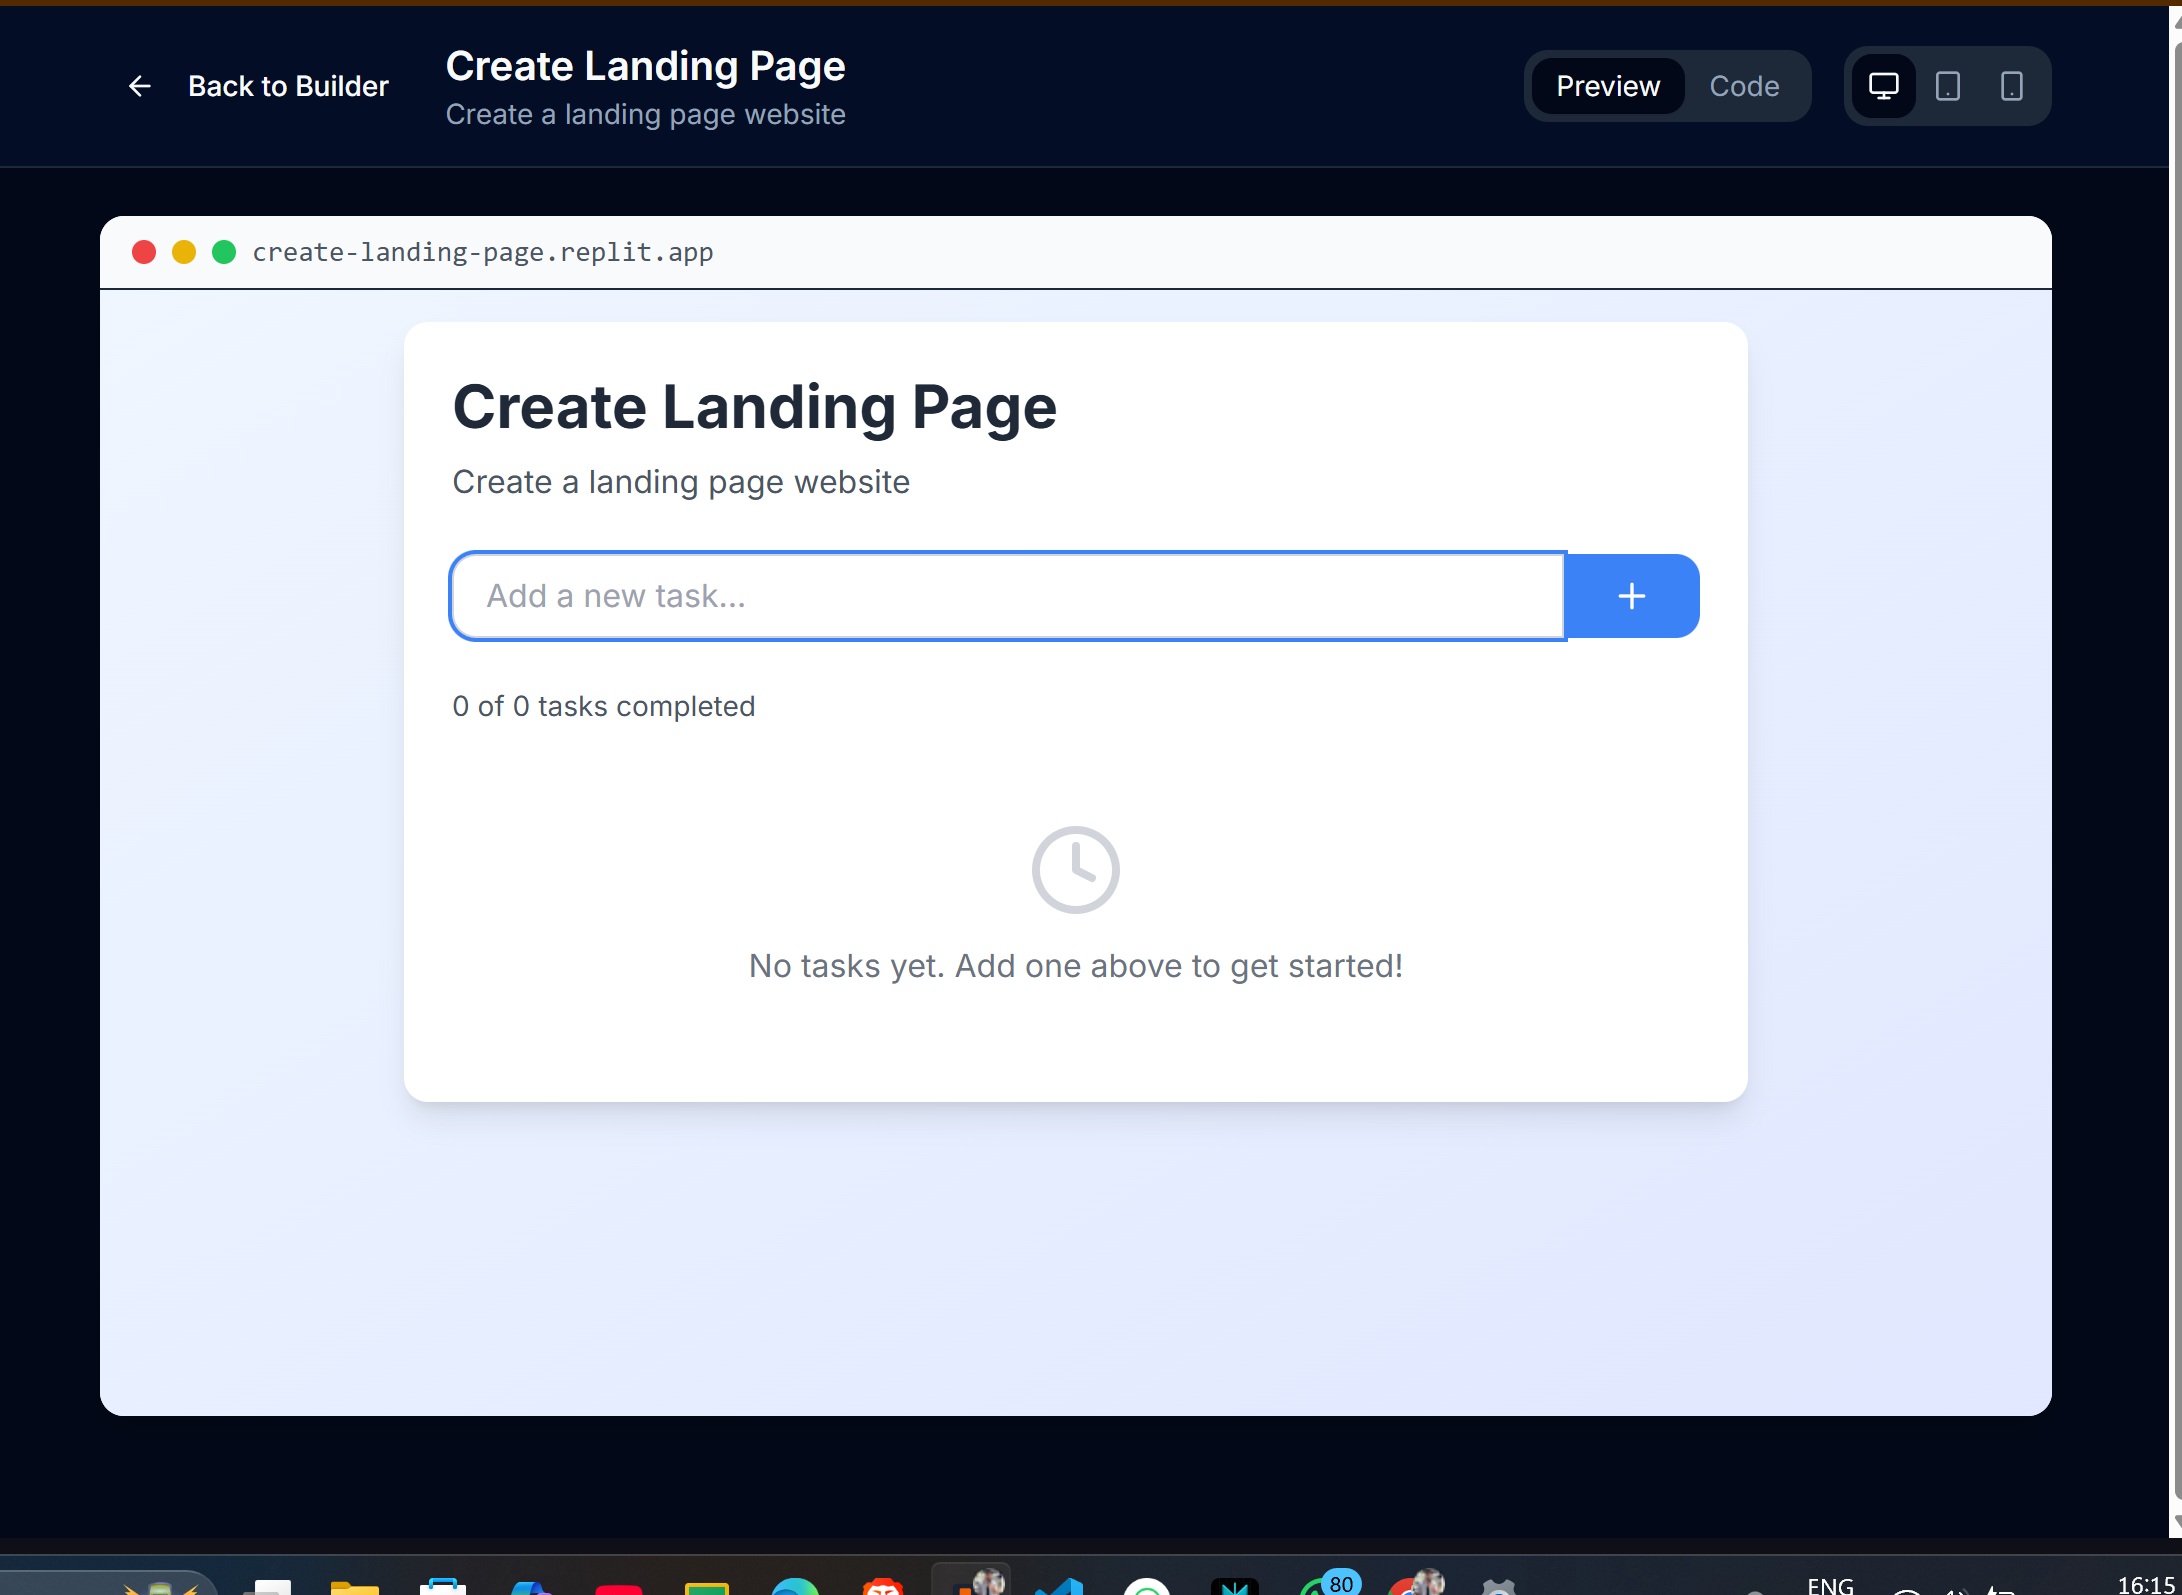 Back to Builder
Create Landing Page
Create a landing page website
Preview
Code
create-landing-page.replit.app
Create Landing Page
Create a landing page website
Add a new task...
0 of 0 tasks completed
No tasks yet. Add one above to get started!
80
ENG
16:15